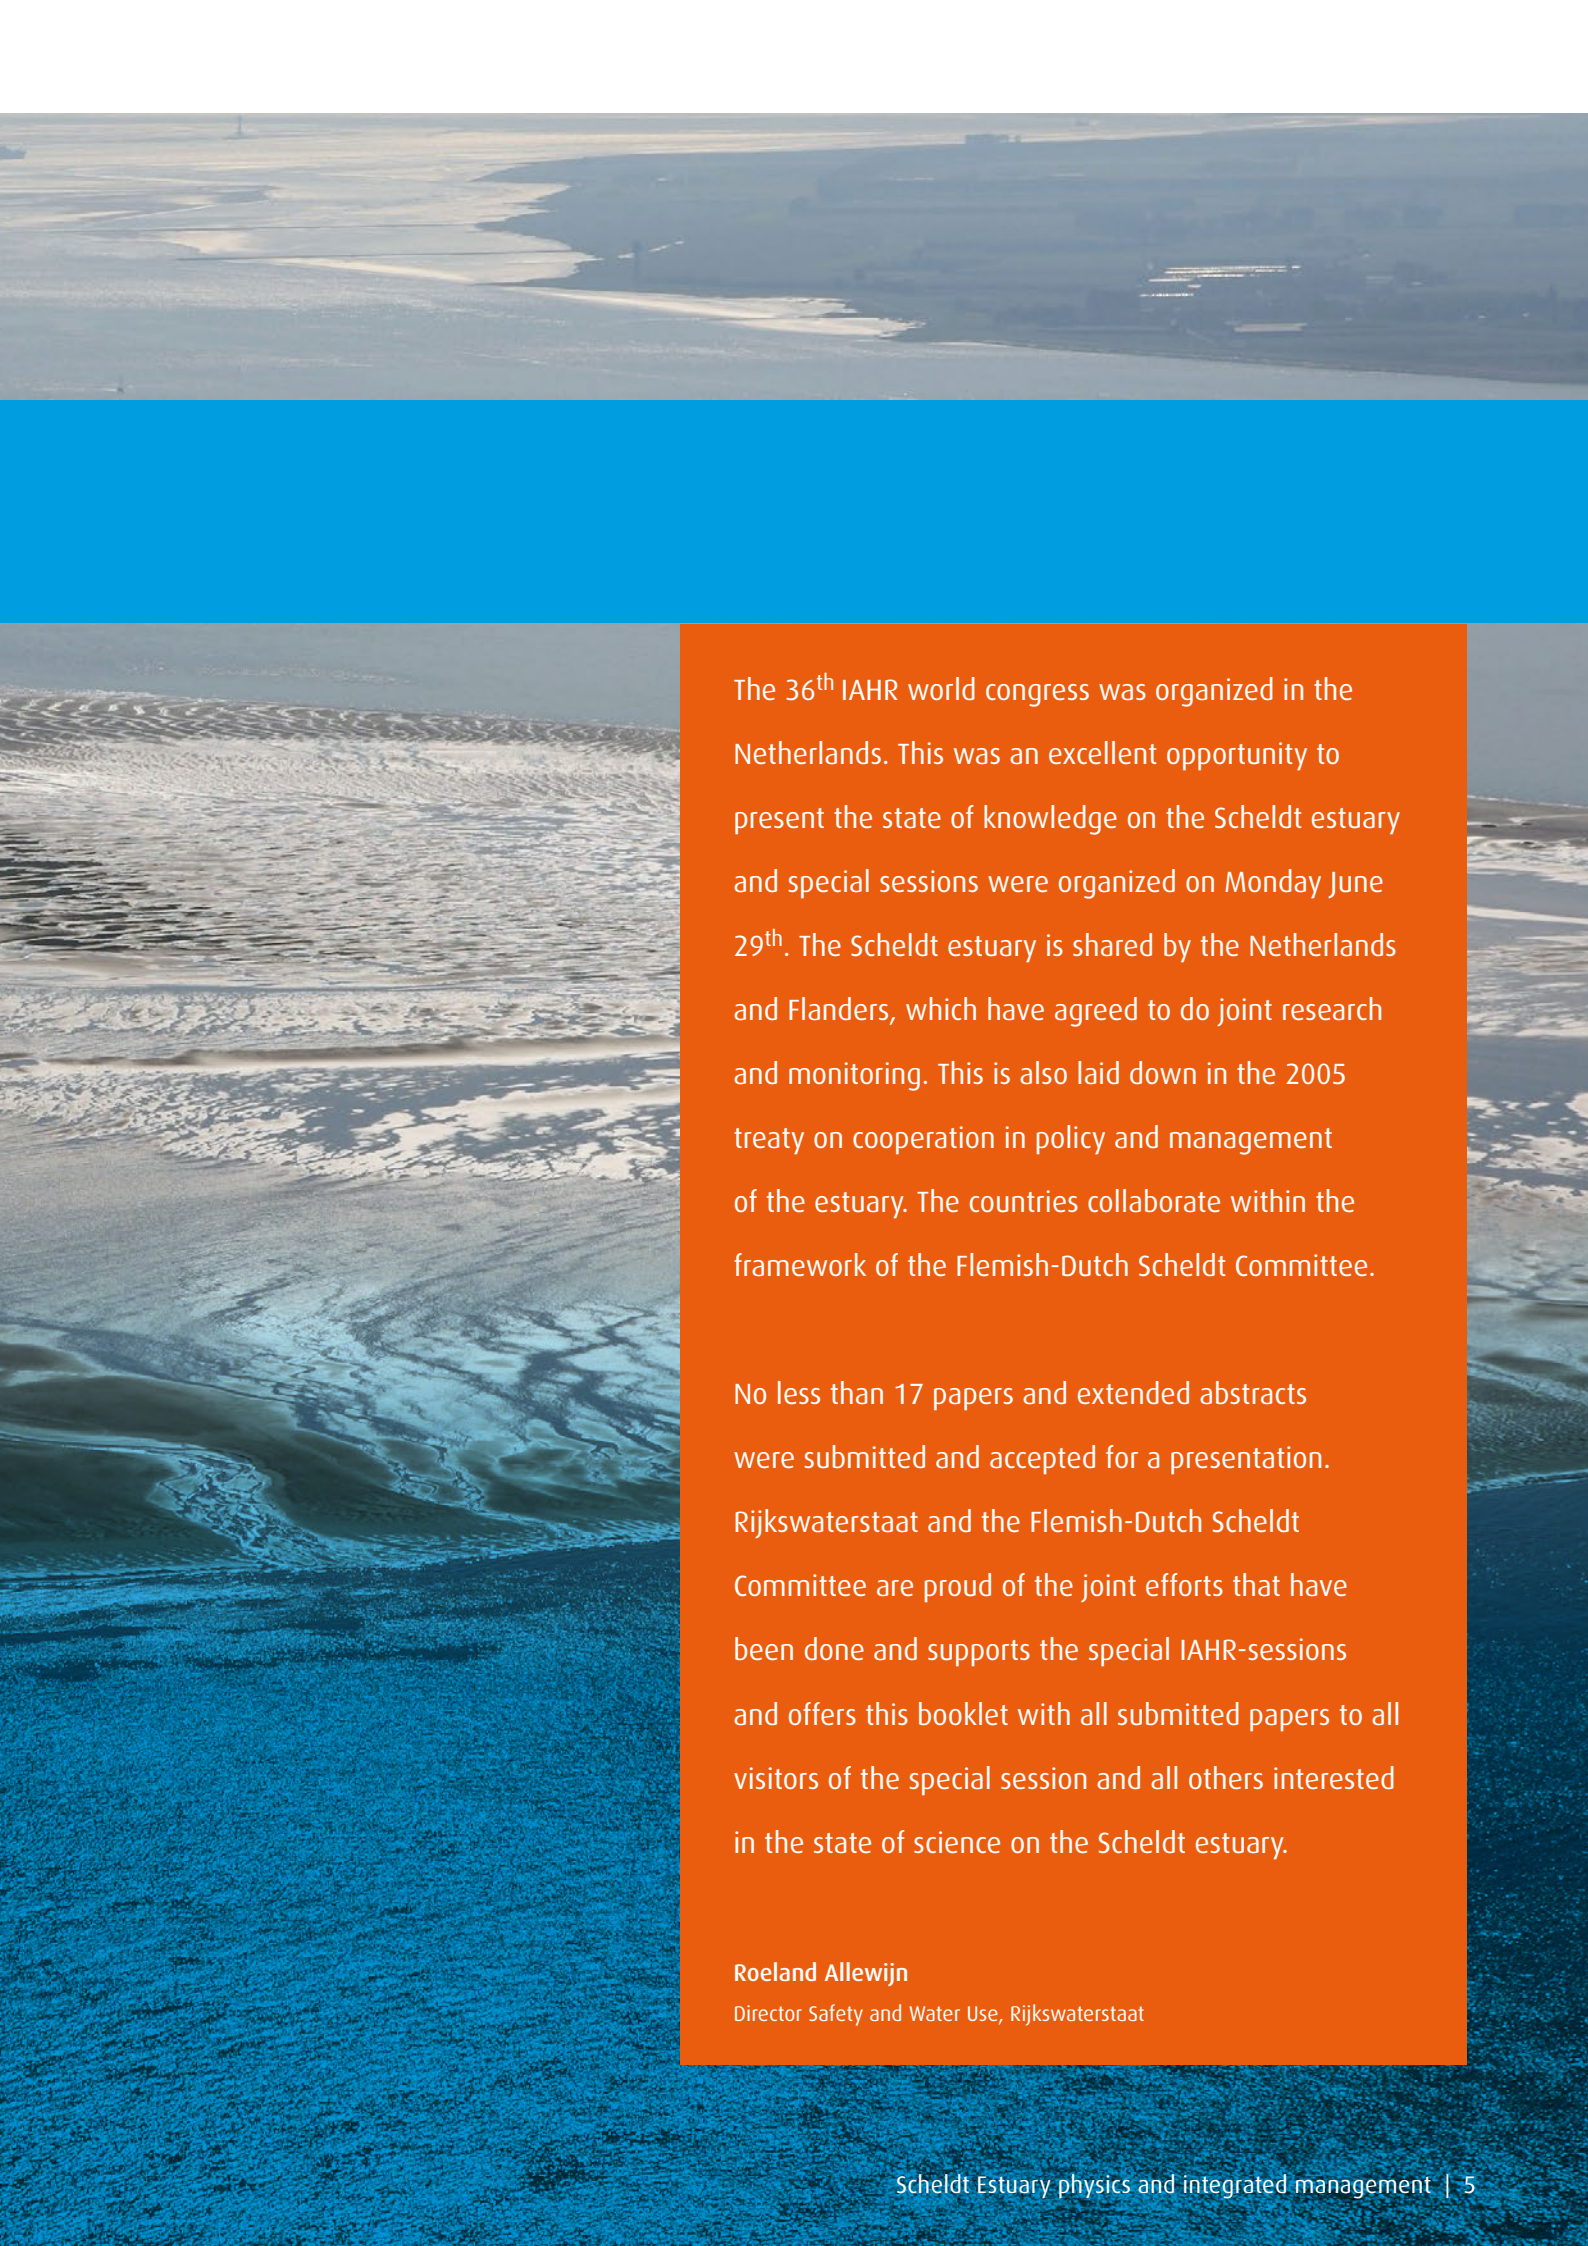 The 36th IAHR world congress was organized in the
Netherlands. This was an excellent opportunity to
present the state of knowledge on the Scheldt estuary
and special sessions were organized on Monday June
29th. The Scheldt estuary is shared by the Netherlands
and Flanders, which have agreed to do joint research
and monitoring. This is also laid down in the 2005
treaty on cooperation in policy and management
of the estuary. The countries collaborate within the
framework of the Flemish-Dutch Scheldt Committee.
No less than 17 papers and extended abstracts
were submitted and accepted for a presentation.
Rijkswaterstaat and the Flemish-Dutch Scheldt
Committee are proud of the joint efforts that have
been done and supports the special IAHR-sessions
and offers this booklet with all submitted papers to all
visitors of the special session and all others interested
in the state of science on the Scheldt estuary.
Roeland Allewijn
Director Safety and Water Use, Rijkswaterstaat
Scheldt Estuary physics and integrated management | 5